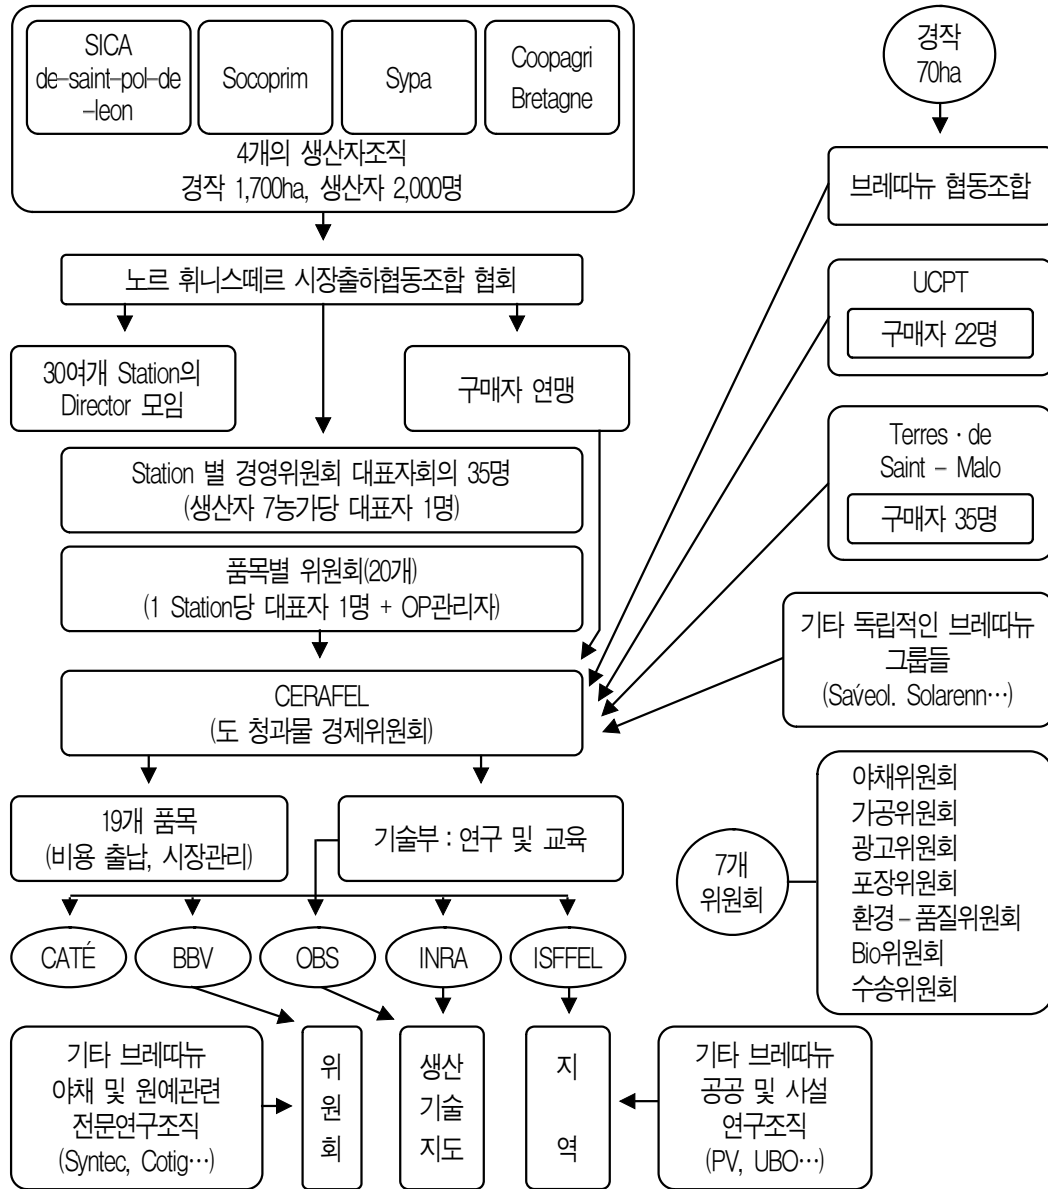 SICA
de-saint-pol-de
-leon
Socoprim
Sypa
Coopagri
Bretagne
4개의 생산자조직
경작 1,700ha, 생산자 2,000명
경작
70ha
브레따뉴 협동조합
노르 휘니스떼르 시장출하협동조합 협회
UCPT
구매자 22명
30여개 Station의
Director 모임
구매자 연맹
Terres · de
Saint - Malo
구매자 35명
Station 별 경영위원회 대표자회의 35명
(생산자 7농가당 대표자 1명)
품목별 위원회(20개)
(1 Station당 대표자 1명 + OP관리자)
기타 독립적인 브레따뉴
그룹들
(Sav́eol. Solarenn…)
CERAFEL
(도 청과물 경제위원회)
19개 품목
(비용 출납, 시장관리)
기술부 : 연구 및 교육
7개
위원회
야채위원회
가공위원회
광고위원회
포장위원회
환경-품질위원회
Bio위원회
수송위원회
CATÉ
BBV
OBS
INRA
ISFFEL
기타 브레따뉴
야채 및 원예관련
전문연구조직
(Syntec, Cotig…)
위
원
회
생산
기술
지도
지
역
기타 브레따뉴
공공 및 사설
연구조직
(PV, UBO…)